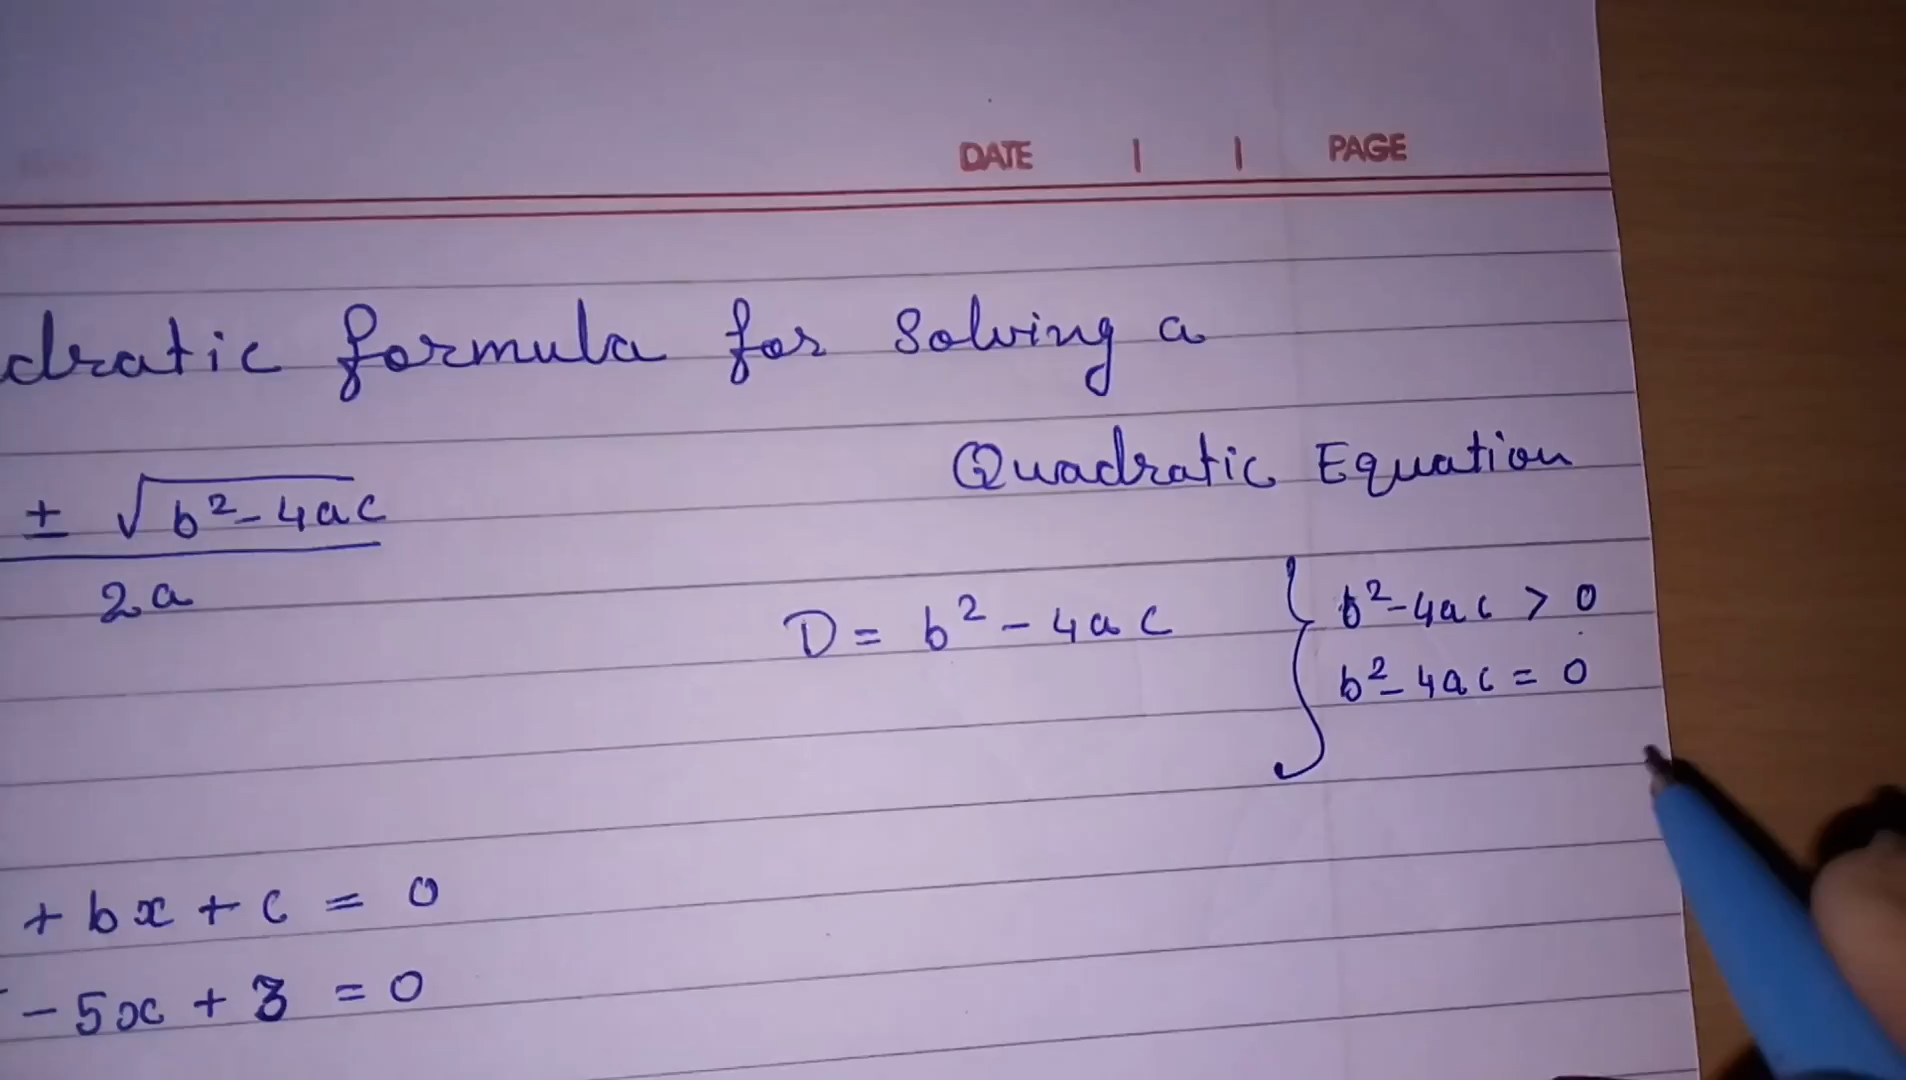 DATE | | PAGE
dratic formula for solving a
Quadratic Equation
± √b²-4ac
2a
D = b² - 4ac { b²-4ac > 0
b²-4ac = 0
+ bx + c = 0
- 5x + 3 = 0